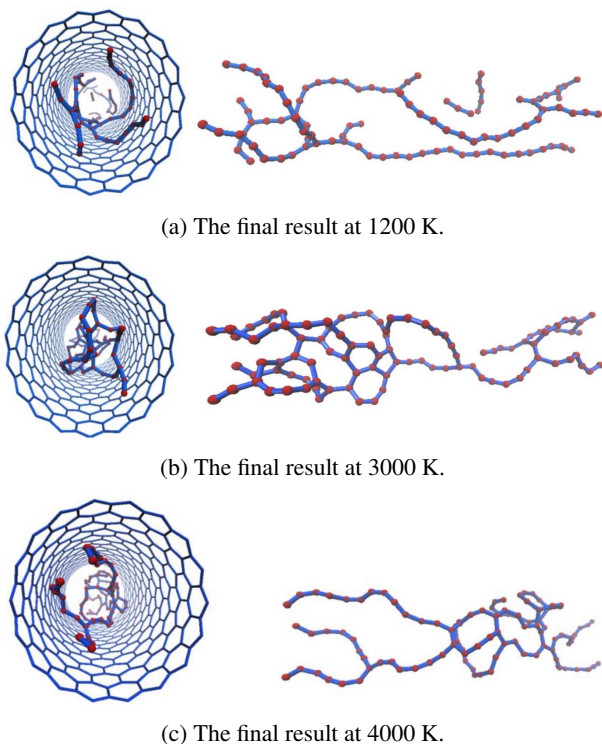 (a) The final result at 1200 K.
(b) The final result at 3000 K.
(c) The final result at 4000 K.